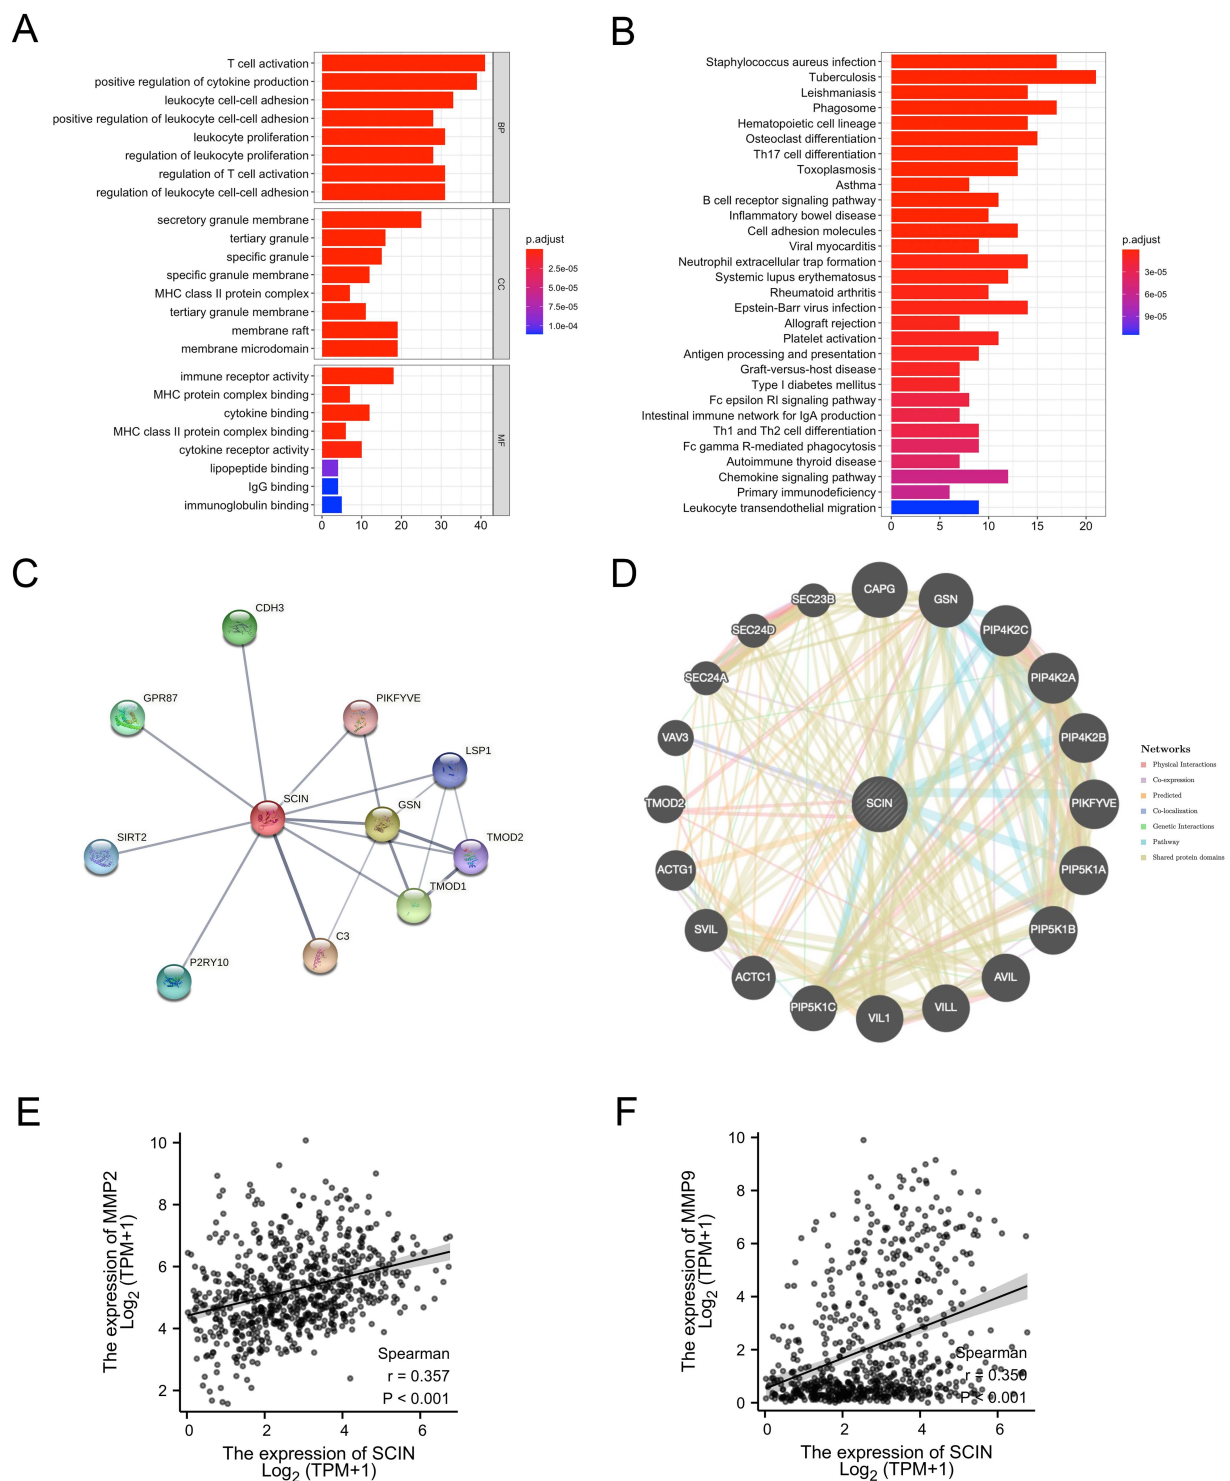 A
T cell activation
positive regulation of cytokine production
leukocyte cell-cell adhesion
positive regulation of leukocyte cell-cell adhesion
leukocyte proliferation
regulation of leukocyte proliferation
regulation of T cell activation
regulation of leukocyte cell-cell adhesion
BP
secretory granule membrane
tertiary granule
specific granule
specific granule membrane
MHC class II protein complex
tertiary granule membrane
membrane raft
membrane microdomain
CC
immune receptor activity
MHC protein complex binding
cytokine binding
MHC class II protein complex binding
cytokine receptor activity
lipopeptide binding
IgG binding
immunoglobulin binding
MF
0 10 20 30 40
p.adjust
2.5e-05
5.0e-05
7.5e-05
1.0e-04
B
Staphylococcus aureus infection
Tuberculosis
Leishmaniasis
Phagosome
Hematopoietic cell lineage
Osteoclast differentiation
Th17 cell differentiation
Toxoplasmosis
Asthma
B cell receptor signaling pathway
Inflammatory bowel disease
Cell adhesion molecules
Viral myocarditis
Neutrophil extracellular trap formation
Systemic lupus erythematosus
Rheumatoid arthritis
Epstein-Barr virus infection
Allograft rejection
Platelet activation
Antigen processing and presentation
Graft-versus-host disease
Type I diabetes mellitus
Fc epsilon RI signaling pathway
Intestinal immune network for IgA production
Th1 and Th2 cell differentiation
Fc gamma R-mediated phagocytosis
Autoimmune thyroid disease
Chemokine signaling pathway
Primary immunodeficiency
Leukocyte transendothelial migration
0 5 10 15 20
p.adjust
3e-05
6e-05
9e-05
C
CDH3
GPR87
PIKFYVE
LSP1
SCIN
GSN
SIRT2
TMOD2
TMOD1
C3
P2RY10
D
CAPG
GSN
PIP4K2C
PIP4K2A
PIP4K2B
PIKFYVE
PIP5K1A
PIP5K1B
AVIL
VILL
VIL1
PIP5K1C
ACTC1
SVIL
ACTG1
TMOD2
VAV3
SEC24A
SEC24D
SEC23B
SCIN
Networks
Physical Interactions
Co-expression
Predicted
Co-localization
Genetic Interactions
Pathway
Shared protein domains
E
The expression of MMP2
Log2 (TPM+1)
10
8
6
4
2
Spearman
r = 0.357
P < 0.001
0 2 4 6
The expression of SCIN
Log2 (TPM+1)
F
The expression of MMP9
Log2 (TPM+1)
10
8
6
4
2
0
Spearman
r = 0.350
P < 0.001
0 2 4 6
The expression of SCIN
Log2 (TPM+1)